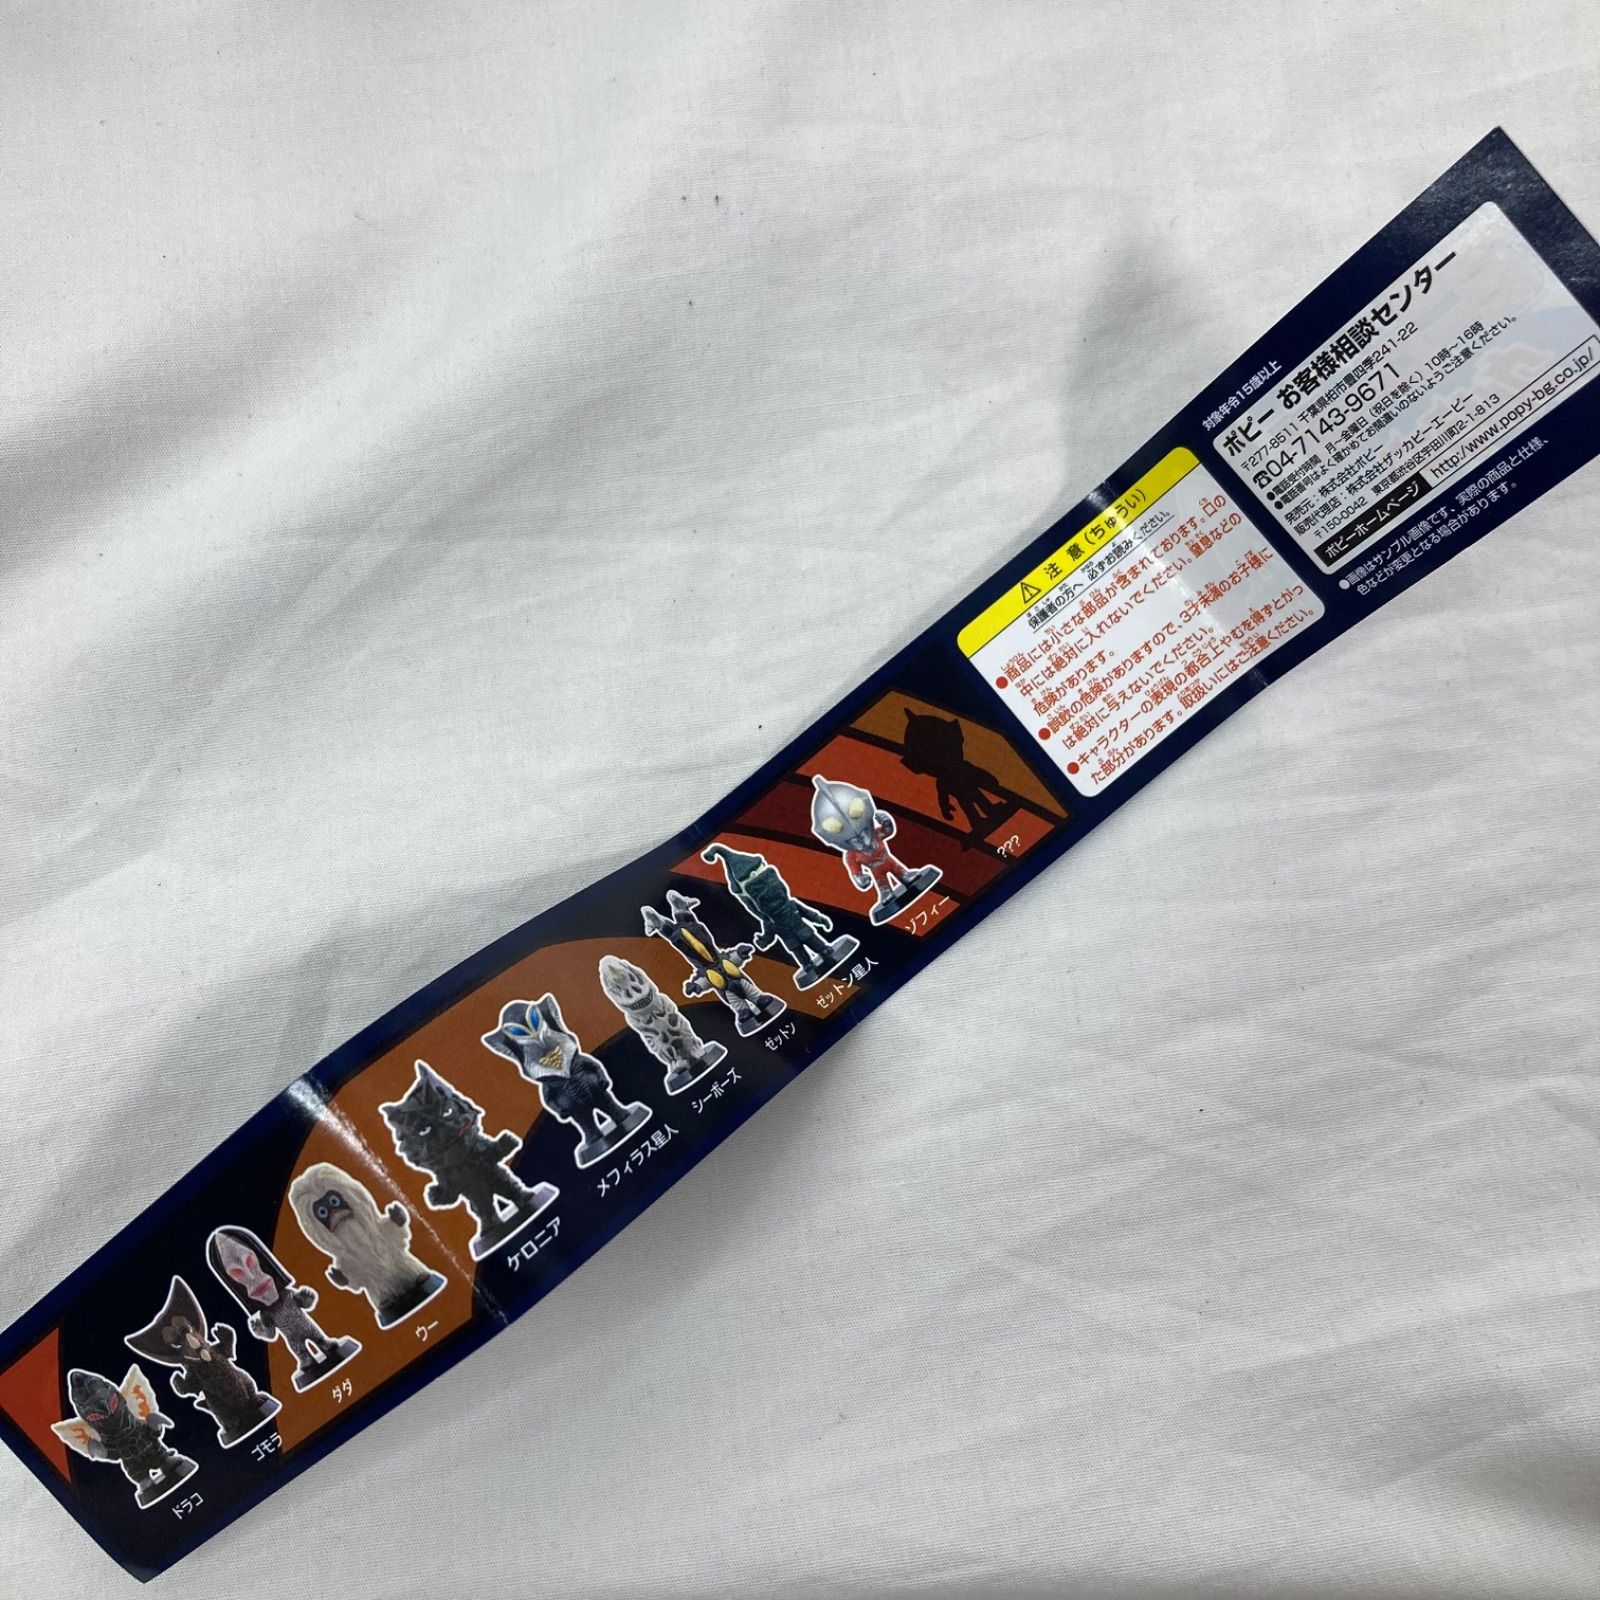 ドラコ
ゴモラ
ダダ
ウー
ケロニア
メフィラス星人
シーボーズ
ゼットン
ゼットン星人
ゾフィー
???
注意(ちゅうい)
保護者の方へ 必ずお読みください。
●商品には小さな部品が含まれております。口の
中には絶対に入れないでください。窒息などの
危険があります。
●誤飲の危険がありますので、3才未満のお子様に
は絶対に与えないでください。
●キャラクターの表現の都合上やむを得ずとがっ
た部分があります。取扱いにはご注意ください。
対象年令15歳以上
ポピー お客様相談センター
〒277-8511 千葉県柏市豊四季241-22
☎04-7143-9671
●電話受付時間 月~金曜日(祝日を除く)10時~16時
●電話番号はよく確かめてお間違いのないようご注意ください。
発売元:株式会社ポピー
販売代理店:株式会社ザッカピーエーピー
〒150-0042 東京都渋谷区宇田川町2-1-813
ポピーホームページ http://www.popy-bg.co.jp/
●画像はサンプル画像です、実際の商品と仕様、
色などが変更となる場合があります。